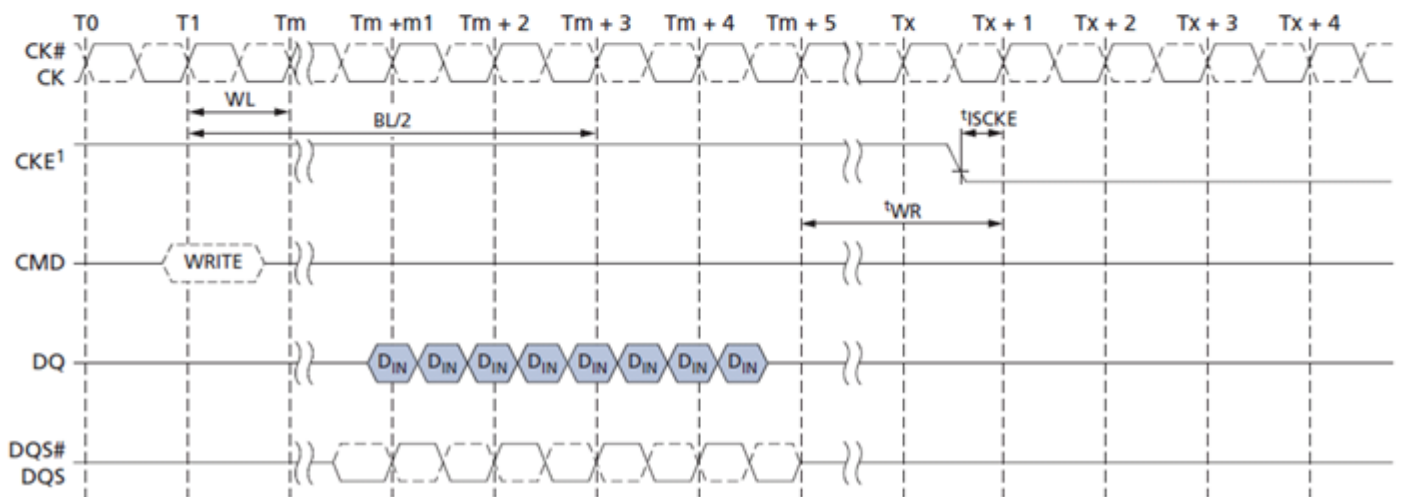 T0 T1 Tm Tm +m1 Tm + 2 Tm + 3 Tm + 4 Tm + 5 Tx Tx + 1 Tx + 2 Tx + 3 Tx + 4
CK#
CK
WL
BL/2
tISCKE
CKE1
tWR
CMD WRITE
DQ DIN DIN DIN DIN DIN DIN DIN DIN
DQS#
DQS